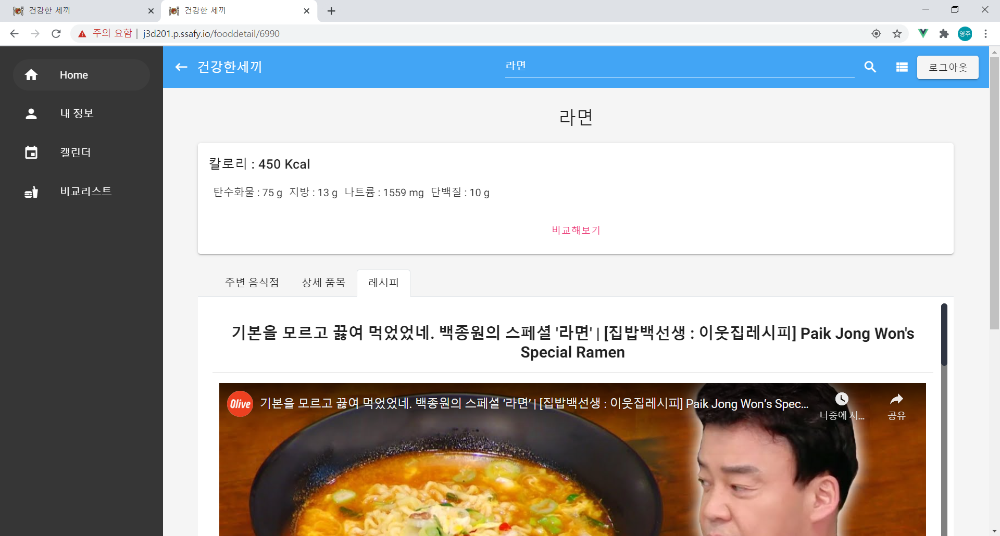 건강한 세끼
건강한 세끼
주의 요함 | j3d201.p.ssafy.io/fooddetail/6990
영주
Home
내 정보
캘린더
비교리스트
건강한세끼
라면
로그아웃
라면
칼로리 : 450 Kcal
탄수화물 : 75 g 지방 : 13 g 나트륨 : 1559 mg 단백질 : 10 g
비교해보기
주변 음식점
상세 품목
레시피
기본을 모르고 끓여 먹었었네. 백종원의 스페셜 '라면' | [집밥백선생 : 이웃집레시피] Paik Jong Won's
Special Ramen
Olive
기본을 모르고 끓여 먹었었네. 백종원의 스페셜 '라면' | [집밥백선생 : 이웃집레시피] Paik Jong Won's Spec...
나중에 시...
공유